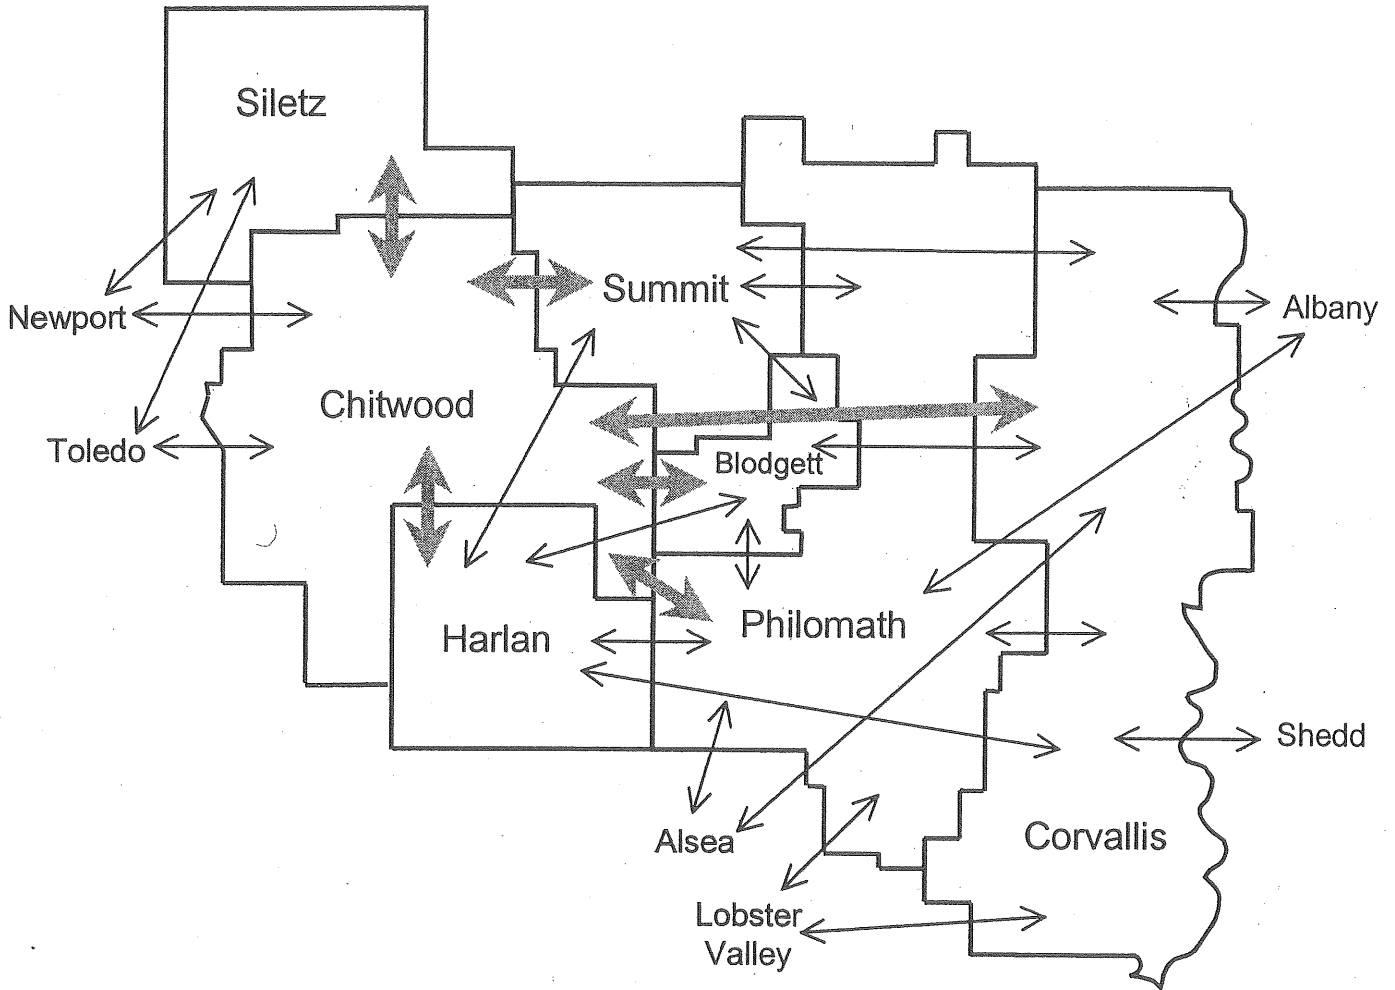 Siletz
Summit
Newport
Albany
Chitwood
Toledo
Blodgett
Philomath
Harlan
Shedd
Alsea
Corvallis
Lobster
Valley